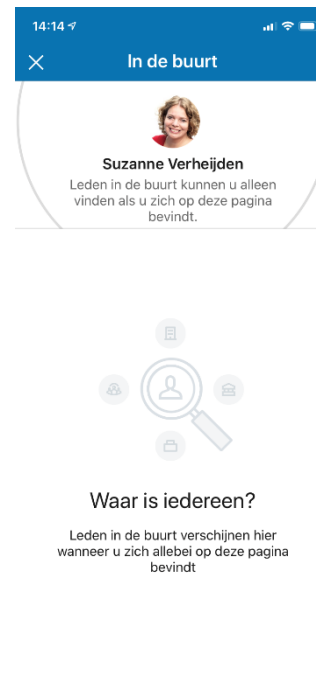 14:14
In de buurt
Suzanne Verheijden
Leden in de buurt kunnen u alleen
vinden als u zich op deze pagina
bevindt.
Waar is iedereen?
Leden in de buurt verschijnen hier
wanneer u zich allebei op deze pagina
bevindt